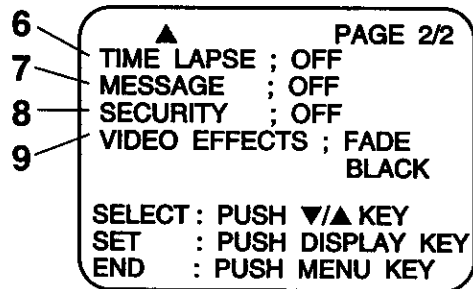 ▲ PAGE 2/2
6 TIME LAPSE ; OFF
7 MESSAGE ; OFF
8 SECURITY ; OFF
9 VIDEO EFFECTS ; FADE
BLACK
SELECT : PUSH ▼/▲ KEY
SET : PUSH DISPLAY KEY
END : PUSH MENU KEY